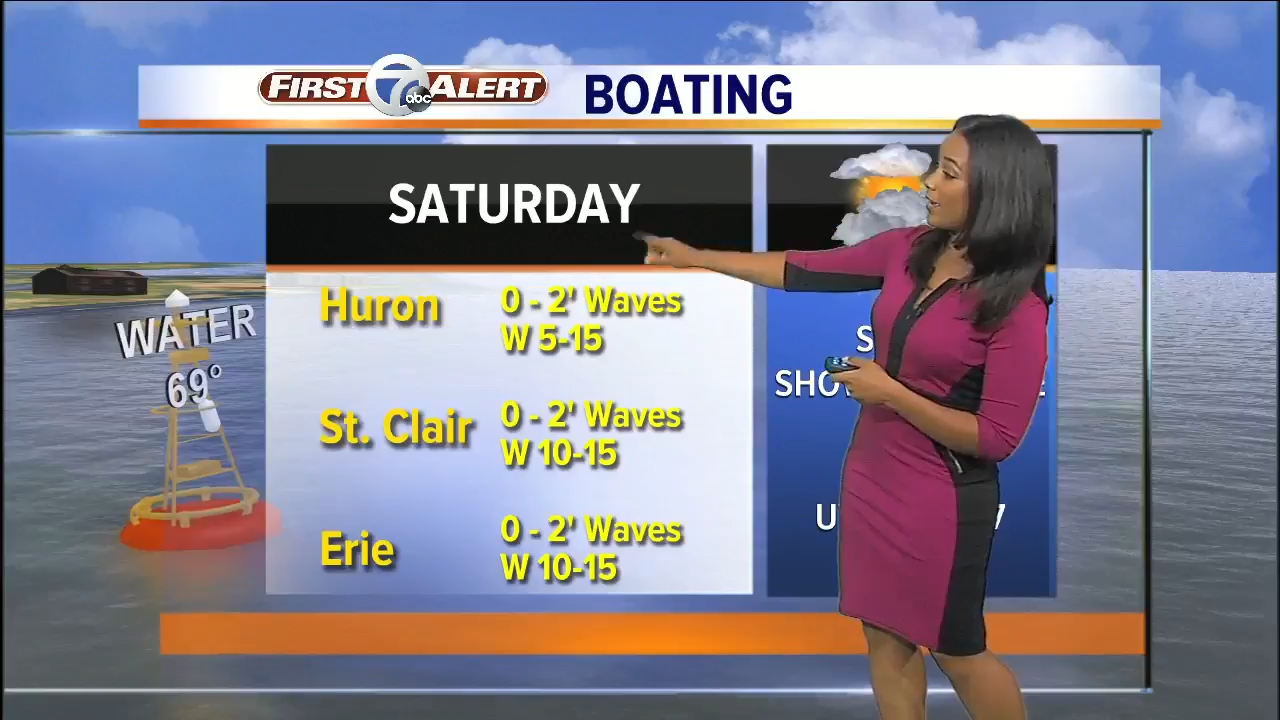 FIRST 7 ALERT
abc
BOATING
SATURDAY
Huron
0 - 2' Waves
W 5-15
St. Clair
0 - 2' Waves
W 10-15
Erie
0 - 2' Waves
W 10-15
WATER
69°